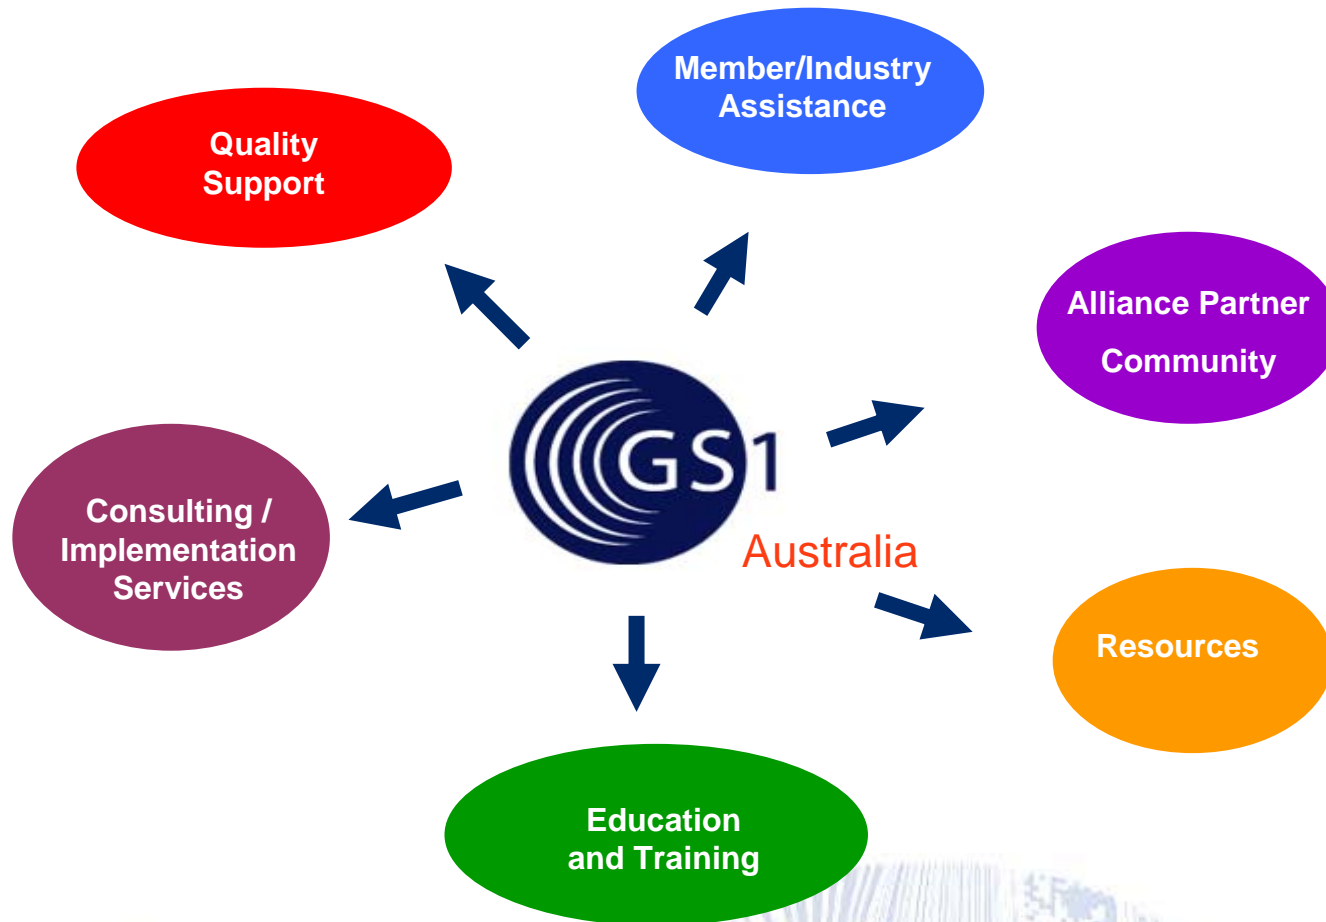 Member/Industry
Assistance
Quality
Support
Alliance Partner
Community
GS1
Australia
Consulting /
Implementation
Services
Resources
Education
and Training